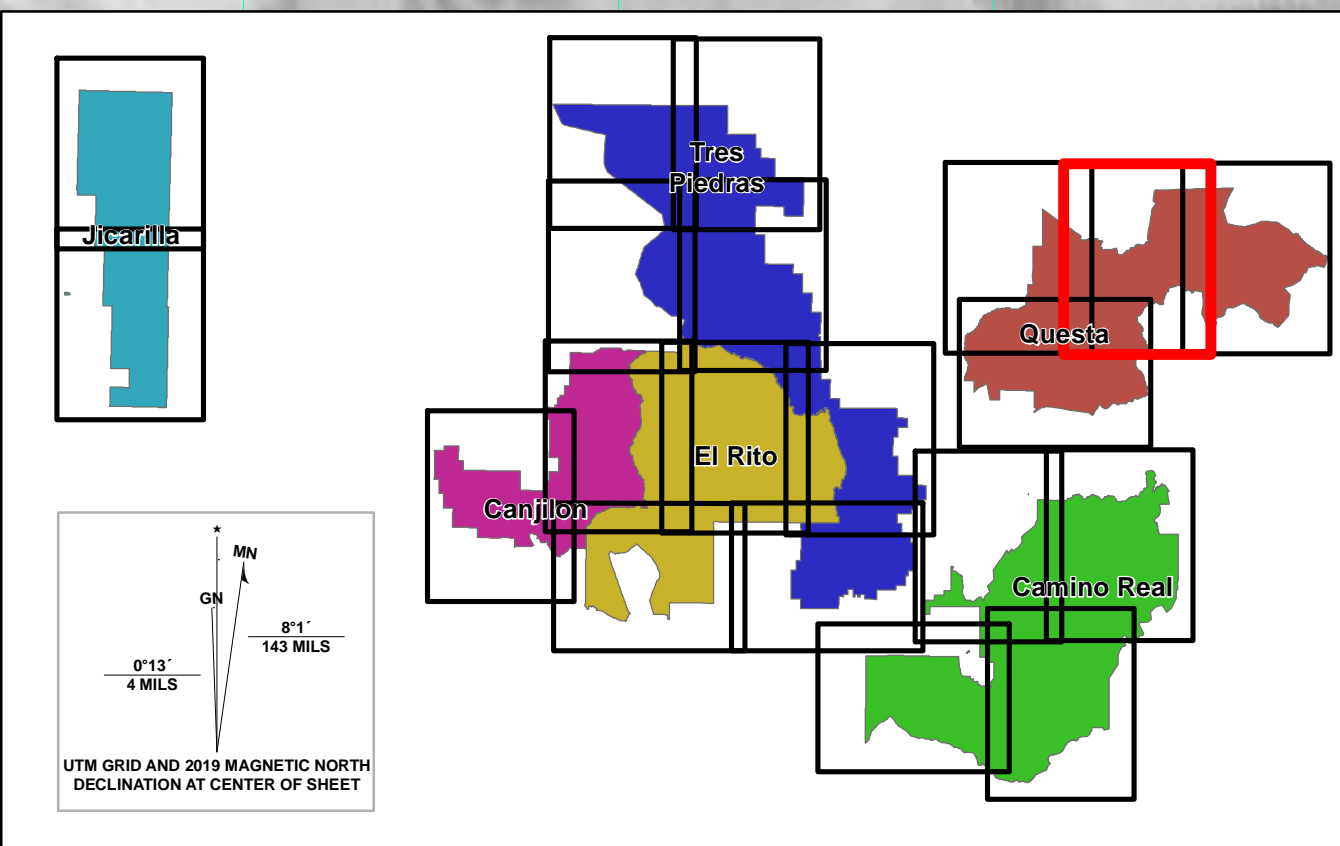 Jicarilla
Tres
Piedras
Questa
El Rito
Canjilon
Camino Real
MN
GN
8°1´
143 MILS
0°13´
4 MILS
UTM GRID AND 2019 MAGNETIC NORTH
DECLINATION AT CENTER OF SHEET